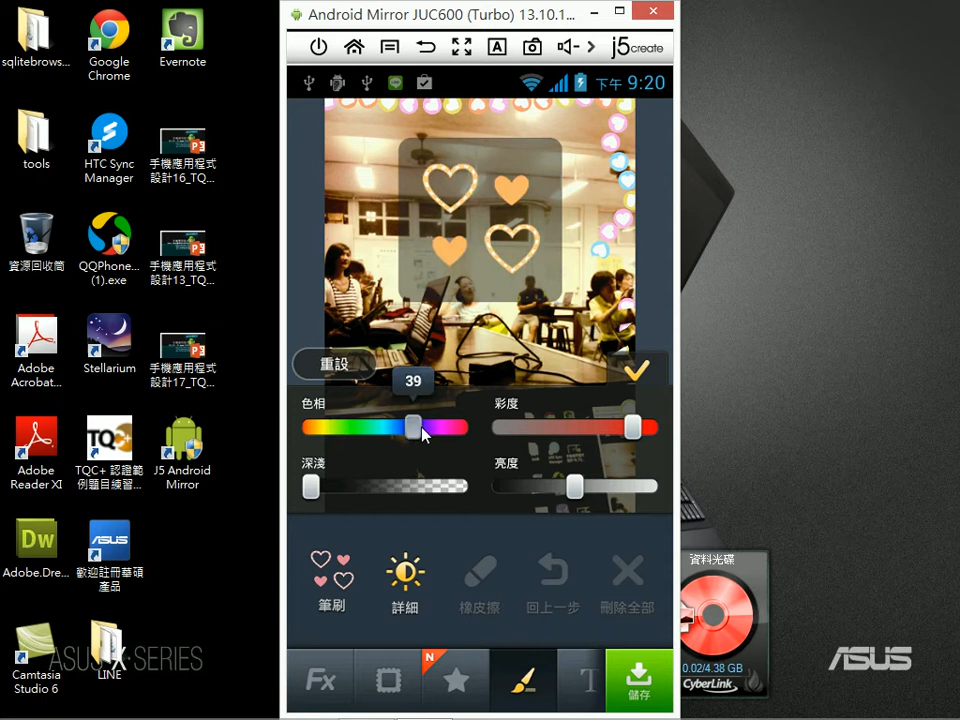 sqlitebrows...
Google
Chrome
Evernote
tools
HTC Sync
Manager
手機應用程式
設計16_TQ...
資源回收筒
QQPhone...
(1).exe
手機應用程式
設計13_TQ...
Adobe
Acrobat...
Stellarium
手機應用程式
設計17_TQ...
Adobe
Reader XI
TQC+
TQC+ 認證範
例題目練習...
J5 Android
Mirror
Dw
Adobe.Dre...
ASUS
歡迎註冊華碩
產品
Camtasia
Studio 6
LINE
ASUS X-SERIES
Android Mirror JUC600 (Turbo) 13.10.1...
A
j5create
下午 9:20
重設
39
色相
彩度
深淺
亮度
筆刷
詳細
橡皮擦
回上一步
刪除全部
Fx
N
T
儲存
資料光碟
0.02/4.38 GB
CyberLink
ASUS